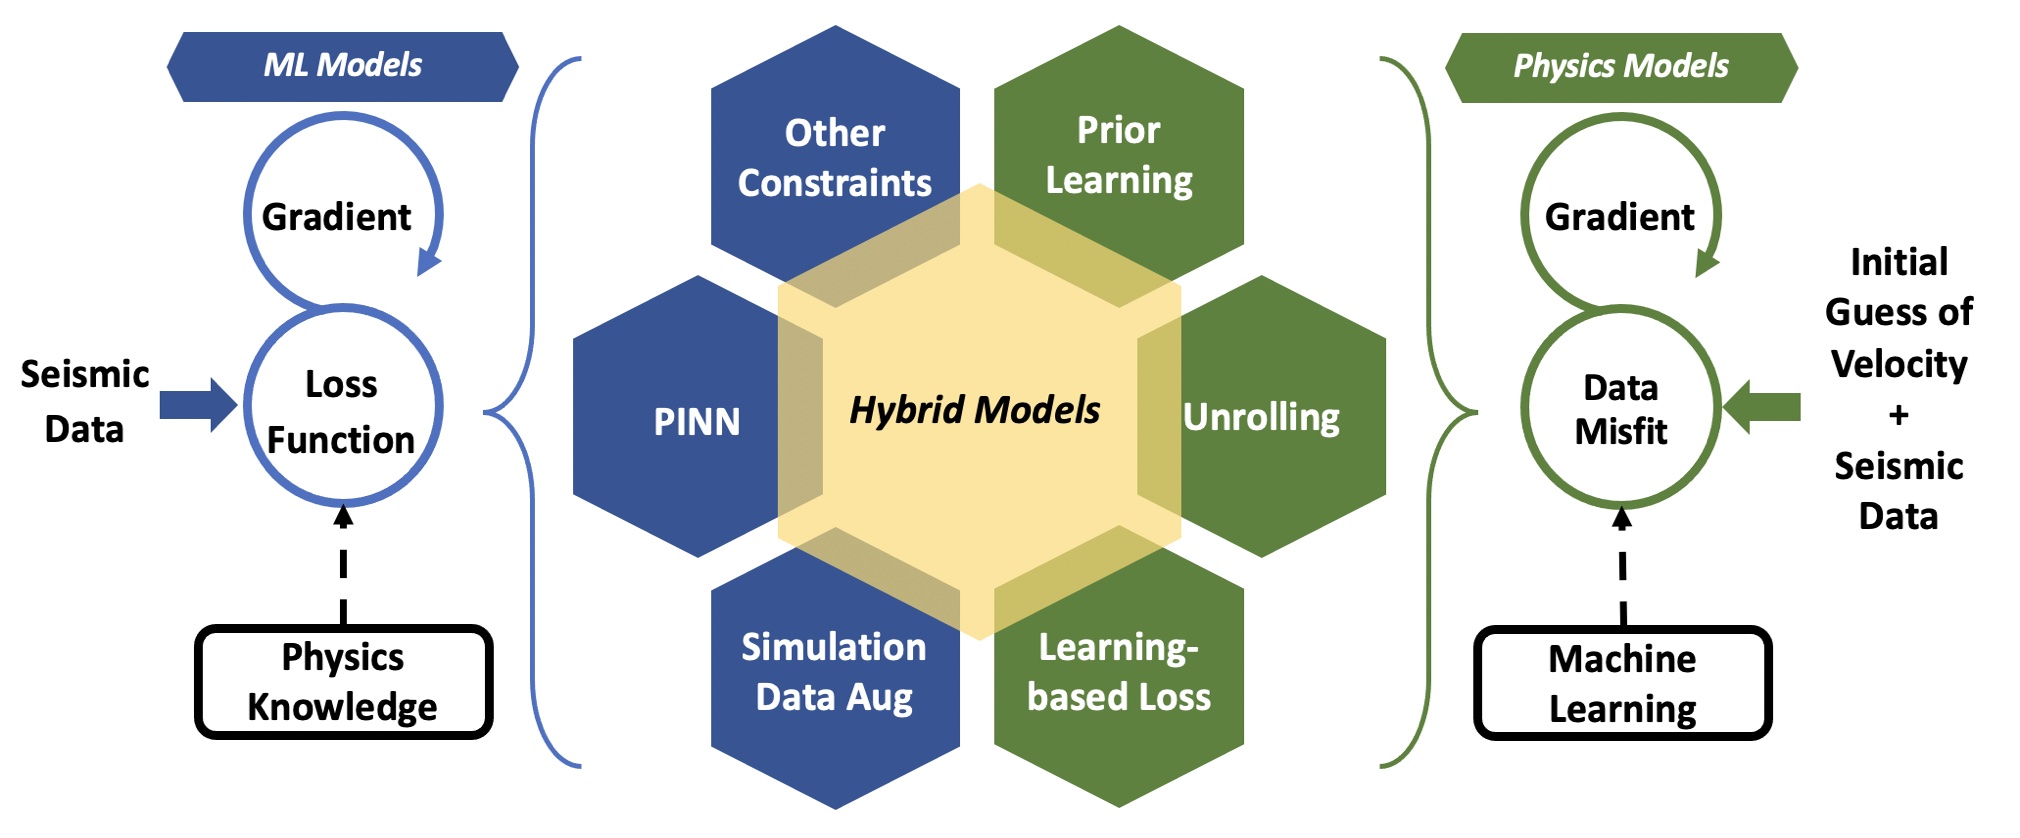 ML Models
Gradient
Seismic
Data
Loss
Function
Physics
Knowledge
Other
Constraints
Prior
Learning
PINN
Hybrid Models
Unrolling
Simulation
Data Aug
Learning-
based Loss
Physics Models
Gradient
Data
Misfit
Initial
Guess of
Velocity
+
Seismic
Data
Machine
Learning